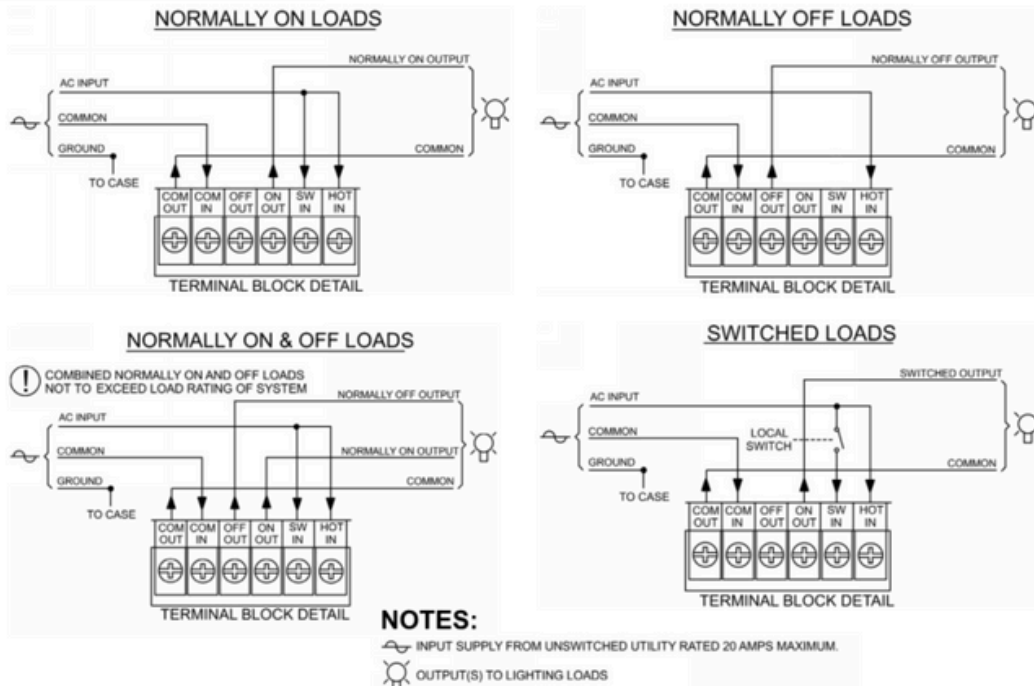 NORMALLY ON LOADS
NORMALLY ON OUTPUT
AC INPUT
COMMON
GROUND
COMMON
TO CASE
COM OUT
COM IN
OFF OUT
ON OUT
SW IN
HOT IN
TERMINAL BLOCK DETAIL
NORMALLY OFF LOADS
NORMALLY OFF OUTPUT
AC INPUT
COMMON
GROUND
COMMON
TO CASE
COM OUT
COM IN
OFF OUT
ON OUT
SW IN
HOT IN
TERMINAL BLOCK DETAIL
NORMALLY ON & OFF LOADS
! COMBINED NORMALLY ON AND OFF LOADS
NOT TO EXCEED LOAD RATING OF SYSTEM
NORMALLY OFF OUTPUT
AC INPUT
COMMON
NORMALLY ON OUTPUT
GROUND
COMMON
TO CASE
COM OUT
COM IN
OFF OUT
ON OUT
SW IN
HOT IN
TERMINAL BLOCK DETAIL
SWITCHED LOADS
SWITCHED OUTPUT
AC INPUT
COMMON
LOCAL
SWITCH
GROUND
COMMON
TO CASE
COM OUT
COM IN
OFF OUT
ON OUT
SW IN
HOT IN
TERMINAL BLOCK DETAIL
NOTES:
INPUT SUPPLY FROM UNSWITCHED UTILITY RATED 20 AMPS MAXIMUM.
OUTPUT(S) TO LIGHTING LOADS